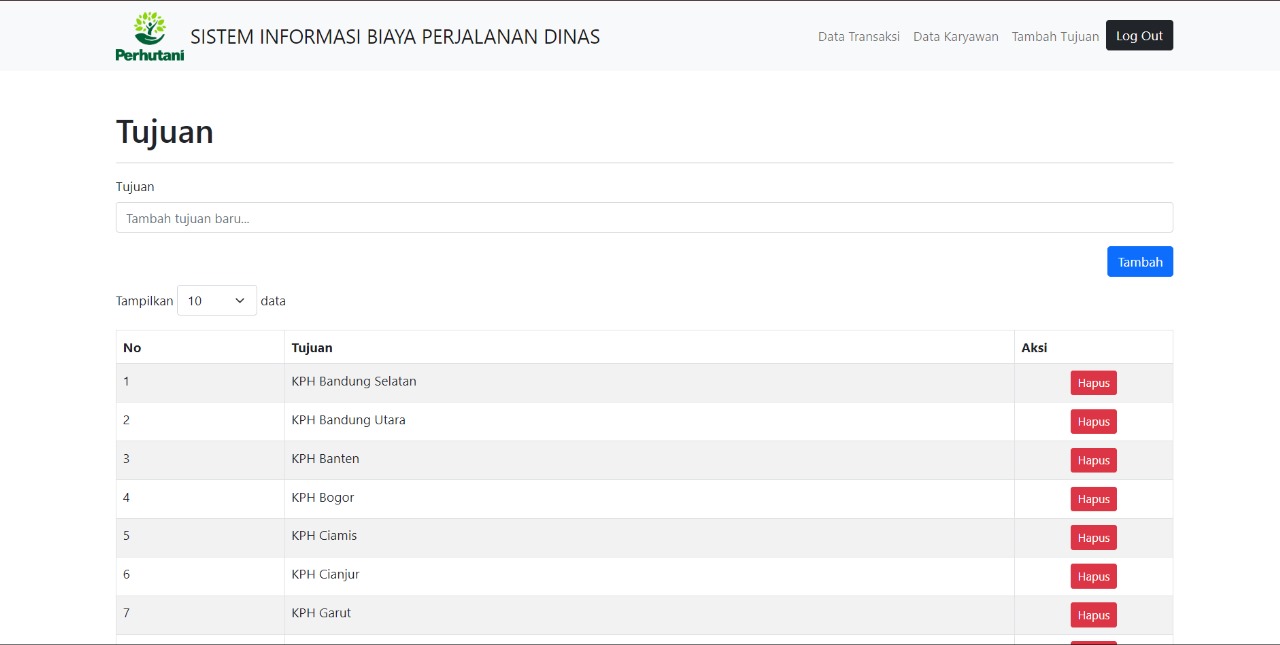 Perhutani SISTEM INFORMASI BIAYA PERJALANAN DINAS Data Transaksi Data Karyawan Tambah Tujuan Log Out
Tujuan
Tujuan
Tambah tujuan baru...
Tambah
Tampilkan 10 data
No Tujuan Aksi
1 KPH Bandung Selatan Hapus
2 KPH Bandung Utara Hapus
3 KPH Banten Hapus
4 KPH Bogor Hapus
5 KPH Ciamis Hapus
6 KPH Cianjur Hapus
7 KPH Garut Hapus